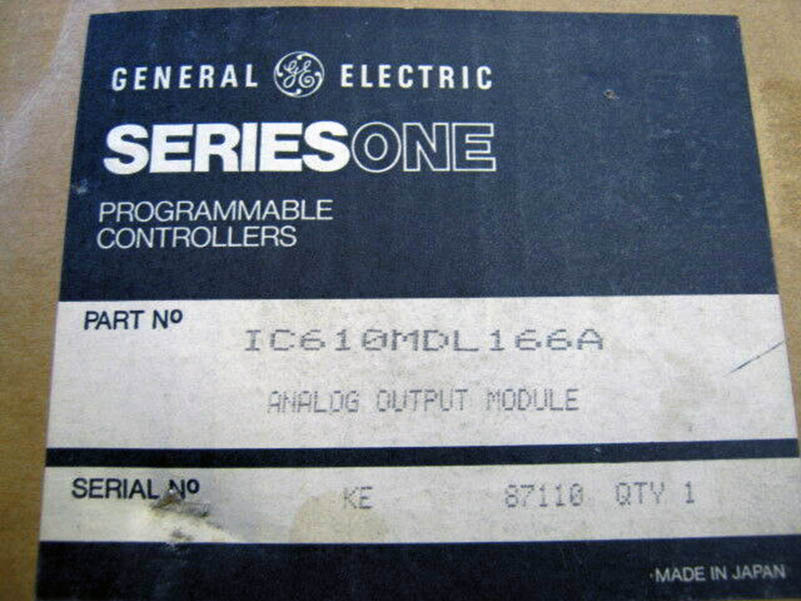 GENERAL GE ELECTRIC
SERIESONE
PROGRAMMABLE
CONTROLLERS
PART Nº IC610MDL166A
ANALOG OUTPUT MODULE
SERIAL Nº KE 87110 QTY 1
MADE IN JAPAN